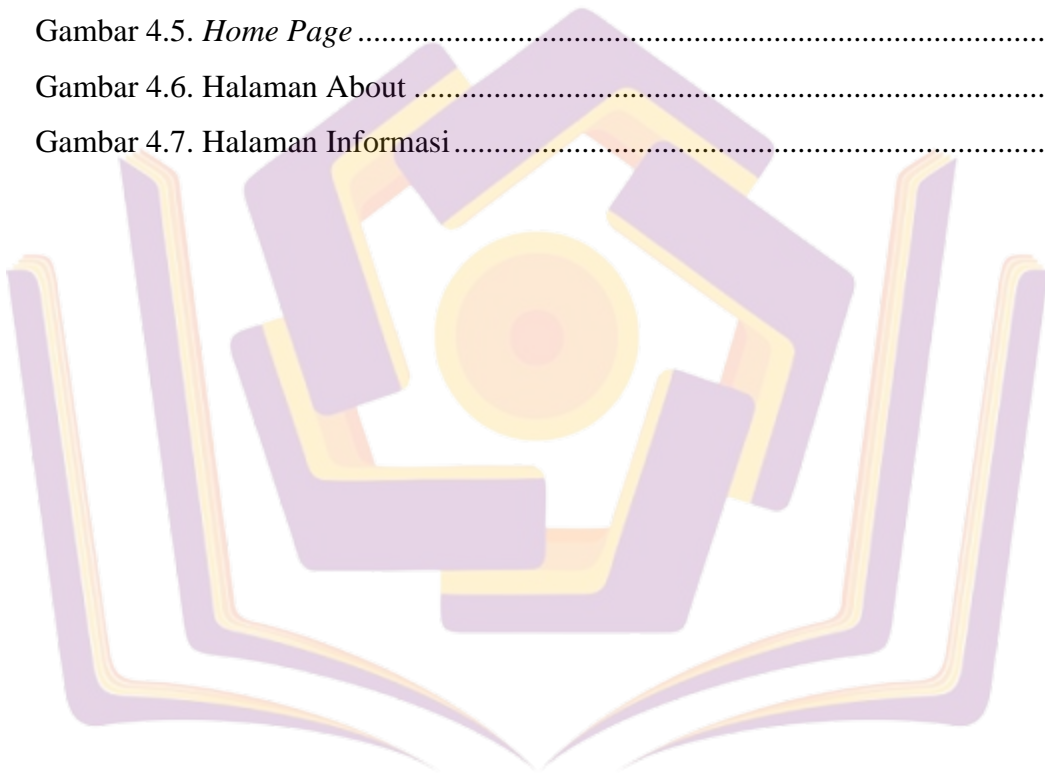 Gambar 4.5. Home Page ......................................................................................
Gambar 4.6. Halaman About ...............................................................................
Gambar 4.7. Halaman Informasi..........................................................................